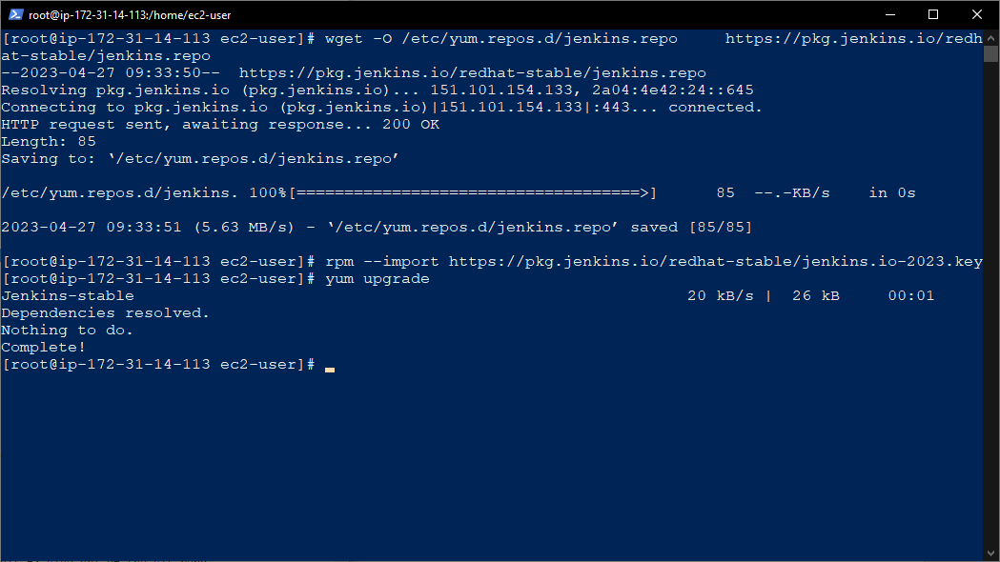 root@ip-172-31-14-113:/home/ec2-user
[root@ip-172-31-14-113 ec2-user]# wget -O /etc/yum.repos.d/jenkins.repo     https://pkg.jenkins.io/redh
at-stable/jenkins.repo
--2023-04-27 09:33:50--  https://pkg.jenkins.io/redhat-stable/jenkins.repo
Resolving pkg.jenkins.io (pkg.jenkins.io)... 151.101.154.133, 2a04:4e42:24::645
Connecting to pkg.jenkins.io (pkg.jenkins.io)|151.101.154.133|:443... connected.
HTTP request sent, awaiting response... 200 OK
Length: 85
Saving to: ‘/etc/yum.repos.d/jenkins.repo’
/etc/yum.repos.d/jenkins. 100%[====================================>]      85  --.-KB/s    in 0s
2023-04-27 09:33:51 (5.63 MB/s) - ‘/etc/yum.repos.d/jenkins.repo’ saved [85/85]
[root@ip-172-31-14-113 ec2-user]# rpm --import https://pkg.jenkins.io/redhat-stable/jenkins.io-2023.key
[root@ip-172-31-14-113 ec2-user]# yum upgrade
Jenkins-stable                                                          20 kB/s |  26 kB     00:01
Dependencies resolved.
Nothing to do.
Complete!
[root@ip-172-31-14-113 ec2-user]#